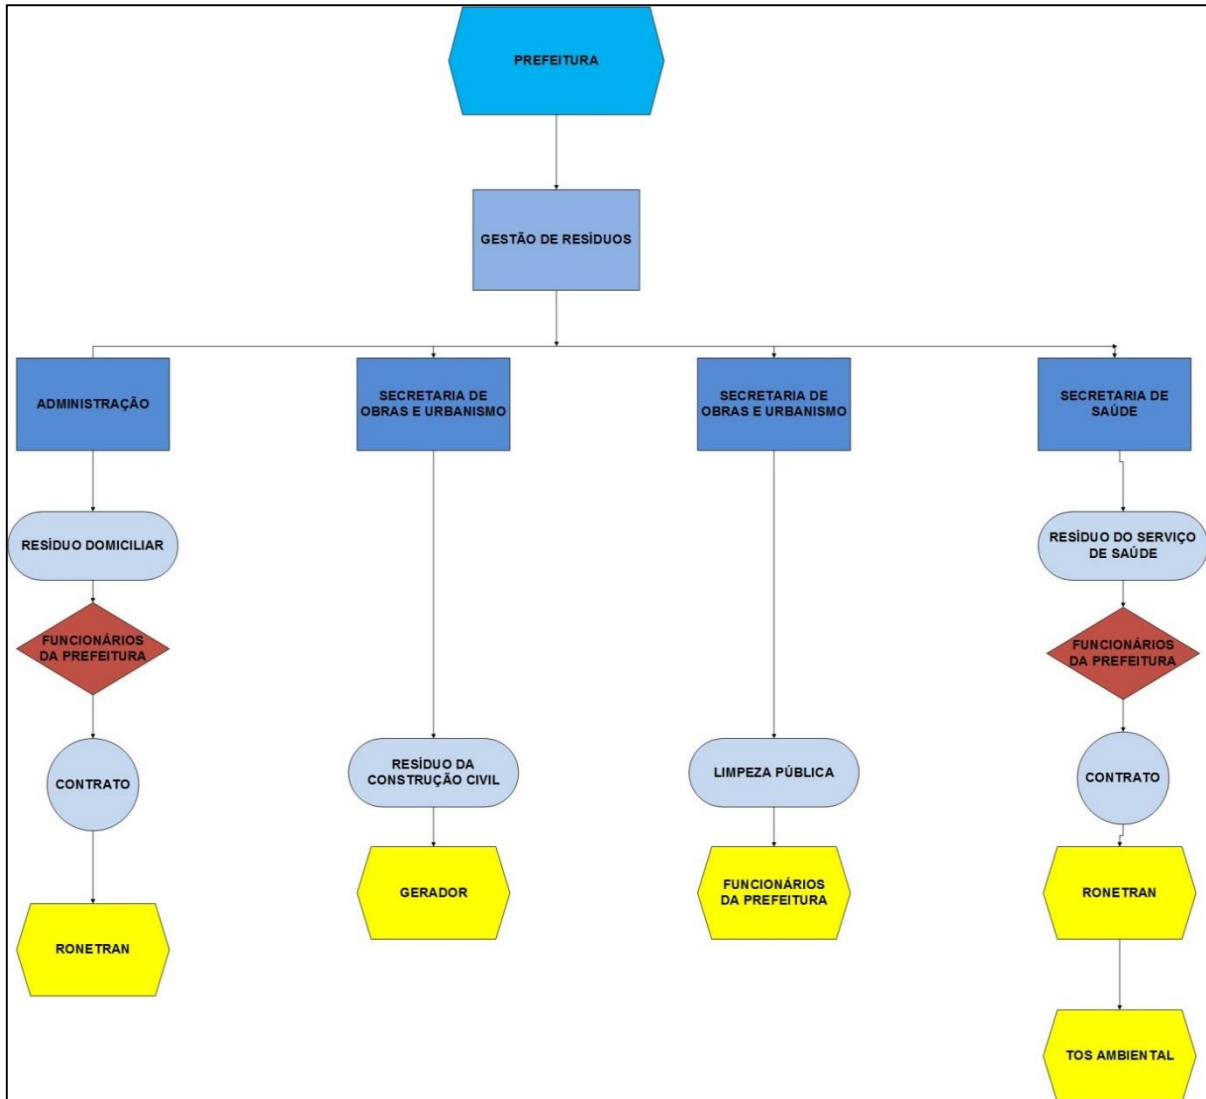 PREFEITURA
GESTÃO DE RESÍDUOS
ADMINISTRAÇÃO
SECRETARIA DE
OBRAS E URBANISMO
SECRETARIA DE
OBRAS E URBANISMO
SECRETARIA DE
SAÚDE
RESÍDUO DOMICILIAR
RESÍDUO DO SERVIÇO
DE SAÚDE
FUNCIONÁRIOS
DA PREFEITURA
FUNCIONÁRIOS
DA PREFEITURA
CONTRATO
RESÍDUO DA
CONSTRUÇÃO CIVIL
LIMPEZA PÚBLICA
CONTRATO
RONETRAN
GERADOR
FUNCIONÁRIOS
DA PREFEITURA
RONETRAN
TOS AMBIENTAL